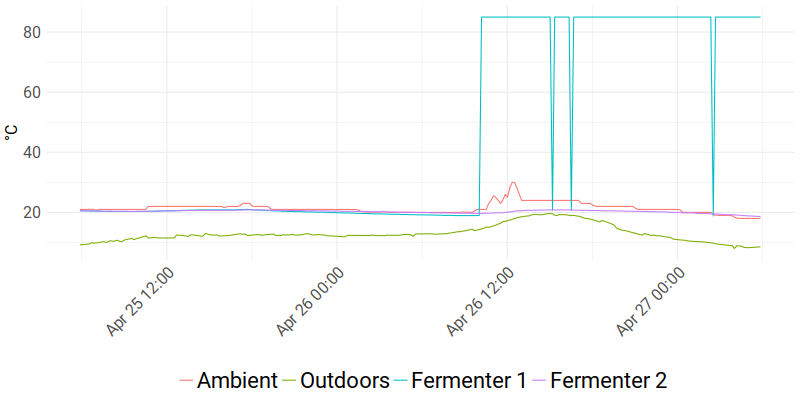 80
60
°C
40
20
Apr 25 12:00
Apr 26 00:00
Apr 26 12:00
Apr 27 00:00
Ambient Outdoors Fermenter 1 Fermenter 2